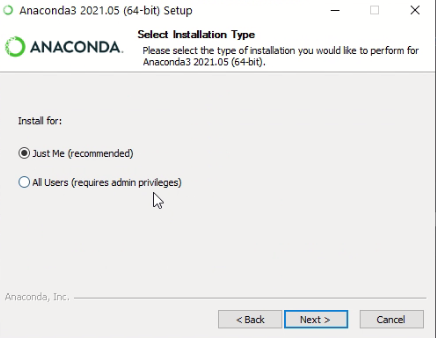 Anaconda3 2021.05 (64-bit) Setup
ANACONDA.
Select Installation Type
Please select the type of installation you would like to perform for
Anaconda3 2021.05 (64-bit).
Install for:
Just Me (recommended)
All Users (requires admin privileges)
Anaconda, Inc.
< Back Next > Cancel